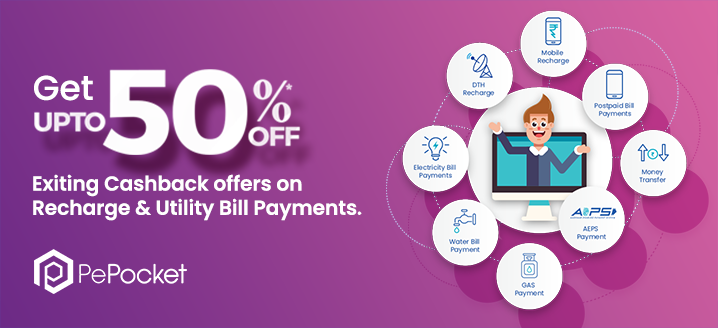 Get
UPTO 50%* OFF
Exiting Cashback offers on
Recharge & Utility Bill Payments.
PePocket
Mobile
Recharge
DTH
Recharge
Postpaid Bill
Payments
Electricity Bill
Payments
Money
Transfer
Water Bill
Payment
AEPS
AEPS
Payment
GAS
Payment